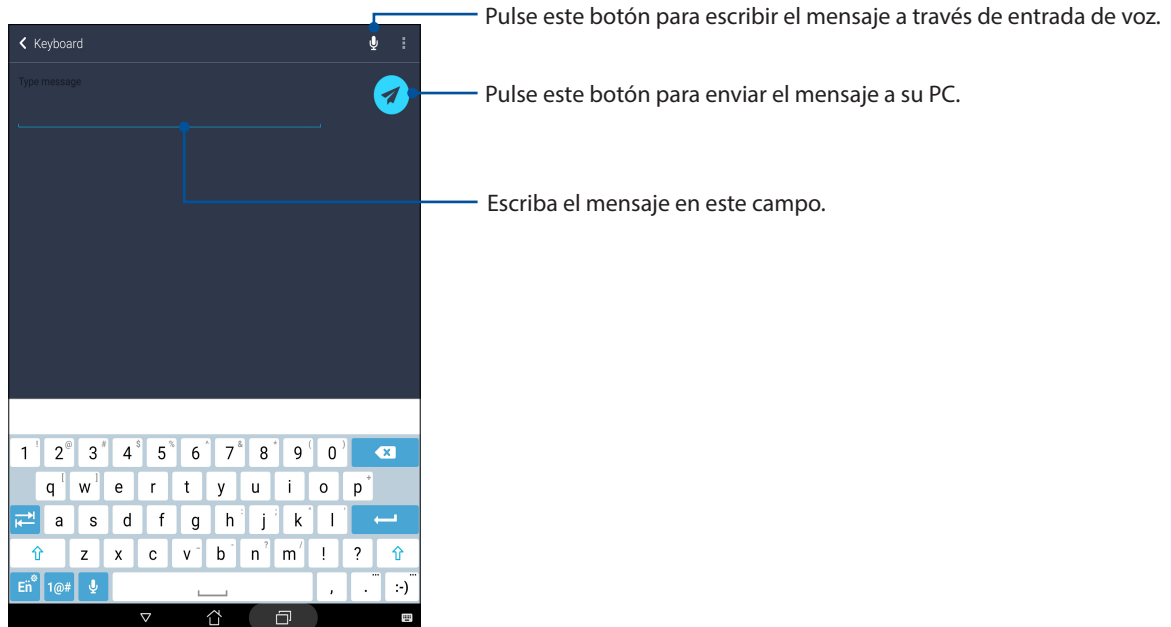 Pulse este botón para escribir el mensaje a través de entrada de voz.
Keyboard
Type message
Pulse este botón para enviar el mensaje a su PC.
Escriba el mensaje en este campo.
1 ! 2 @ 3 # 4 $ 5 % 6 ^ 7 & 8 * 9 ( 0 )
q [ w ] e r t y u i o p +
a s d f g h : j ; k " l '
z x c v - b - n ? m / ! ?
En 1@# , . ... :-) ...